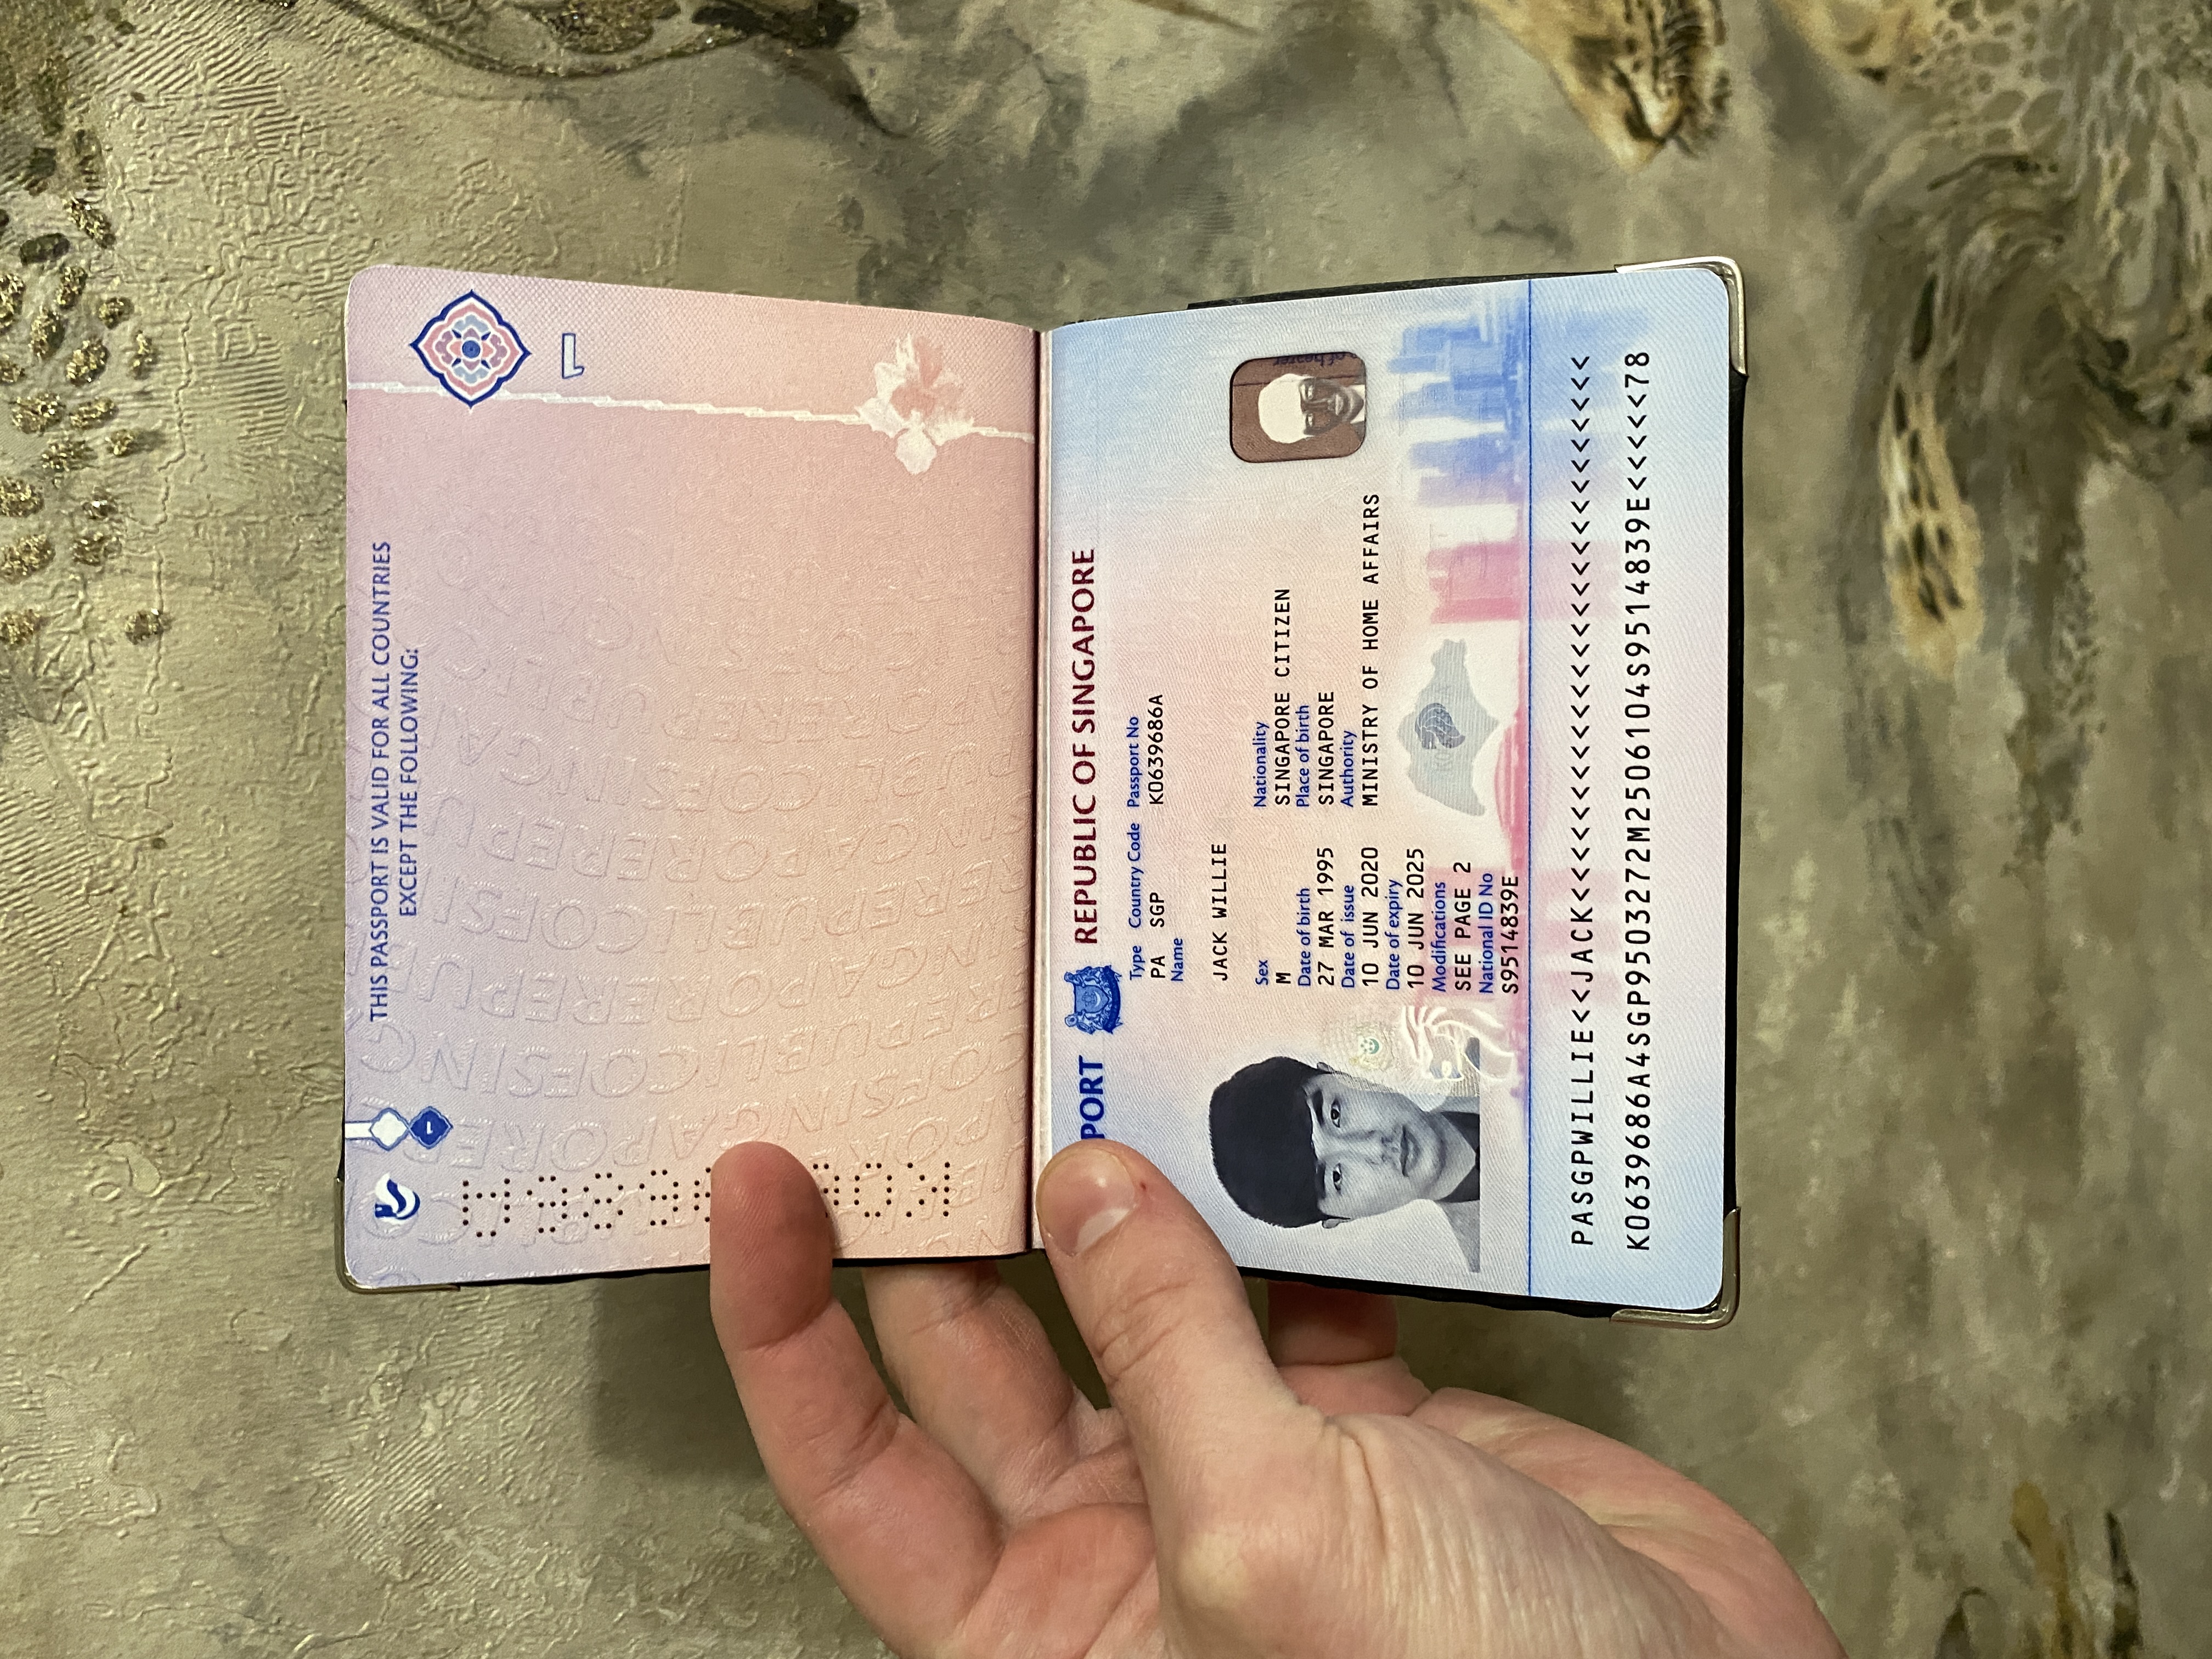 THIS PASSPORT IS VALID FOR ALL COUNTRIES
EXCEPT THE FOLLOWING:
1
1
PORT
REPUBLIC OF SINGAPORE
Type Country Code Passport No
PA SGP K0639686A
Name
JACK WILLIE
Sex Nationality
M SINGAPORE CITIZEN
Date of birth Place of birth
27 MAR 1995 SINGAPORE
Date of issue Authority
10 JUN 2020 MINISTRY OF HOME AFFAIRS
Date of expiry
10 JUN 2025
Modifications
SEE PAGE 2
National ID No
S9514839E
of bearer
PASGPWILLIE<<JACK<<<<<<<<<<<<<<<<<<<<<<<<<<<
K0639686A4SGP9503272M2506104S9514839E<<<<<78